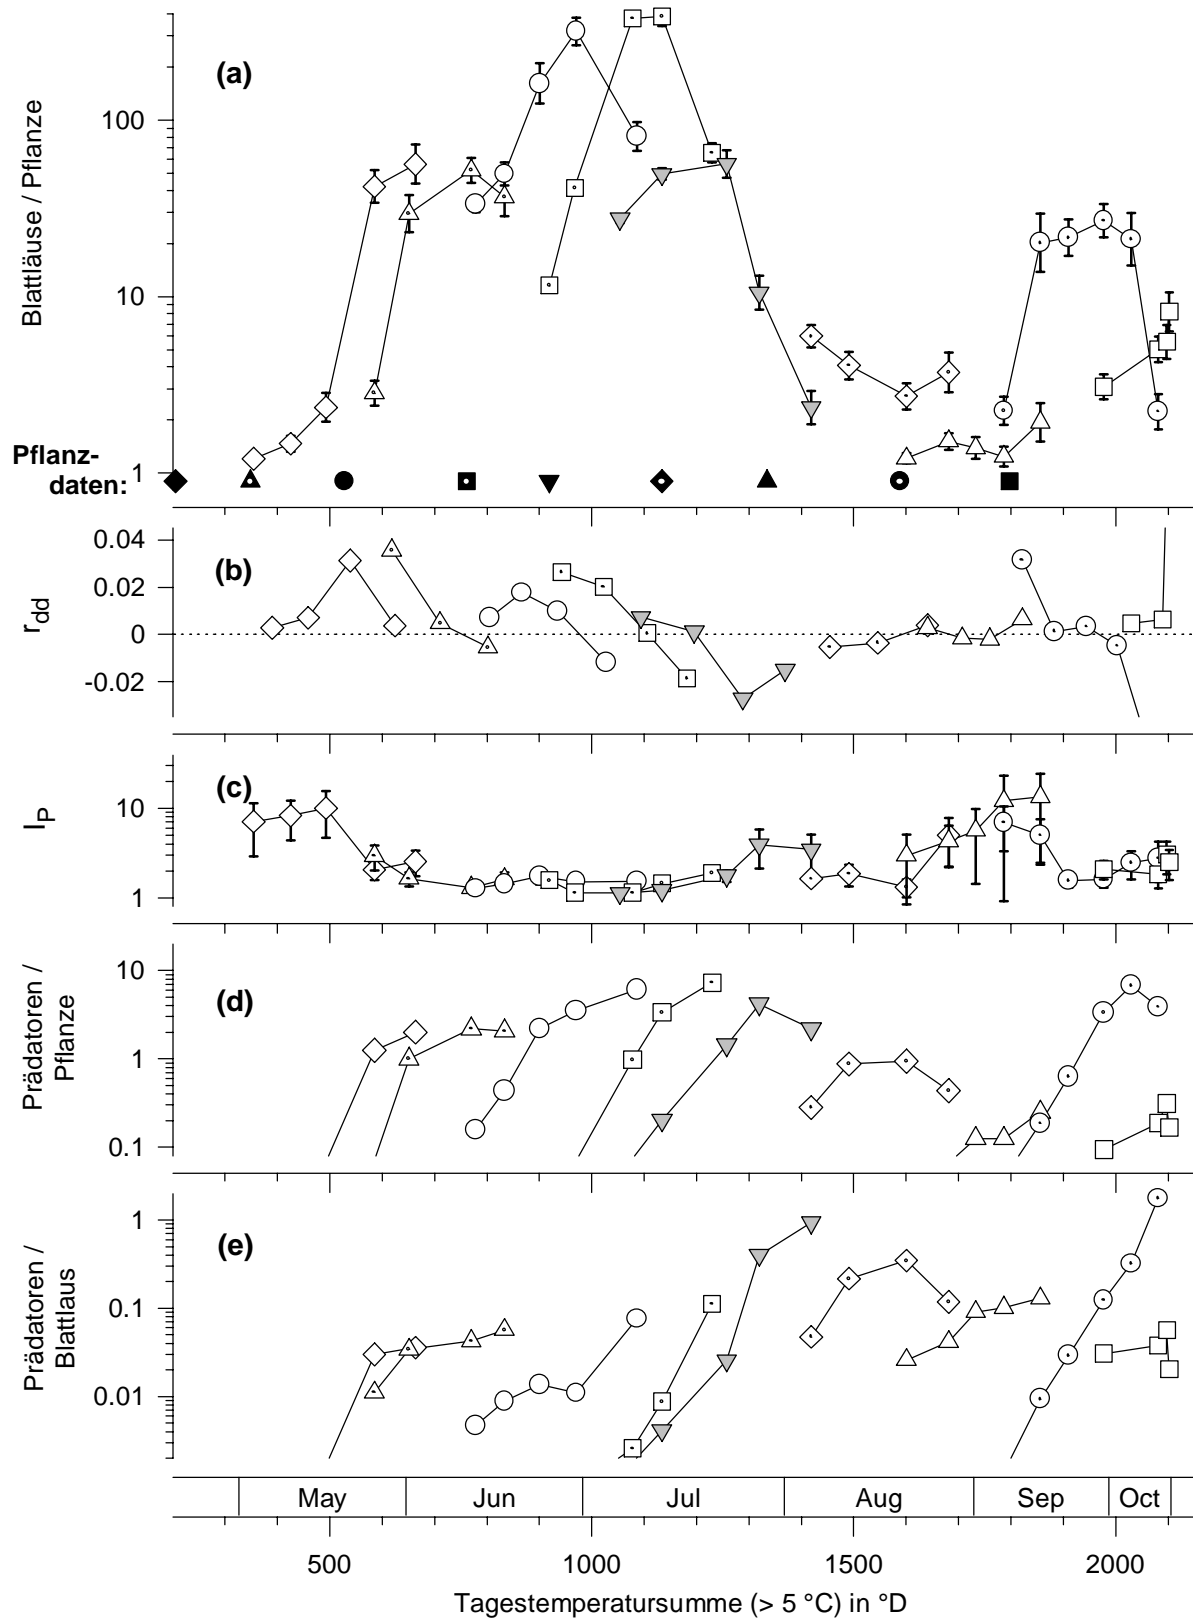 (a)
Blattläuse / Pflanze
100
10
1
Pflanz-
daten:
(b)
r_dd
0.04
0.02
0
-0.02
(c)
I_P
10
1
(d)
Prädatoren /
Pflanze
10
1
0.1
(e)
Prädatoren /
Blattlaus
1
0.1
0.01
May Jun Jul Aug Sep Oct
500 1000 1500 2000
Tagestemperatursumme (> 5 °C) in °D